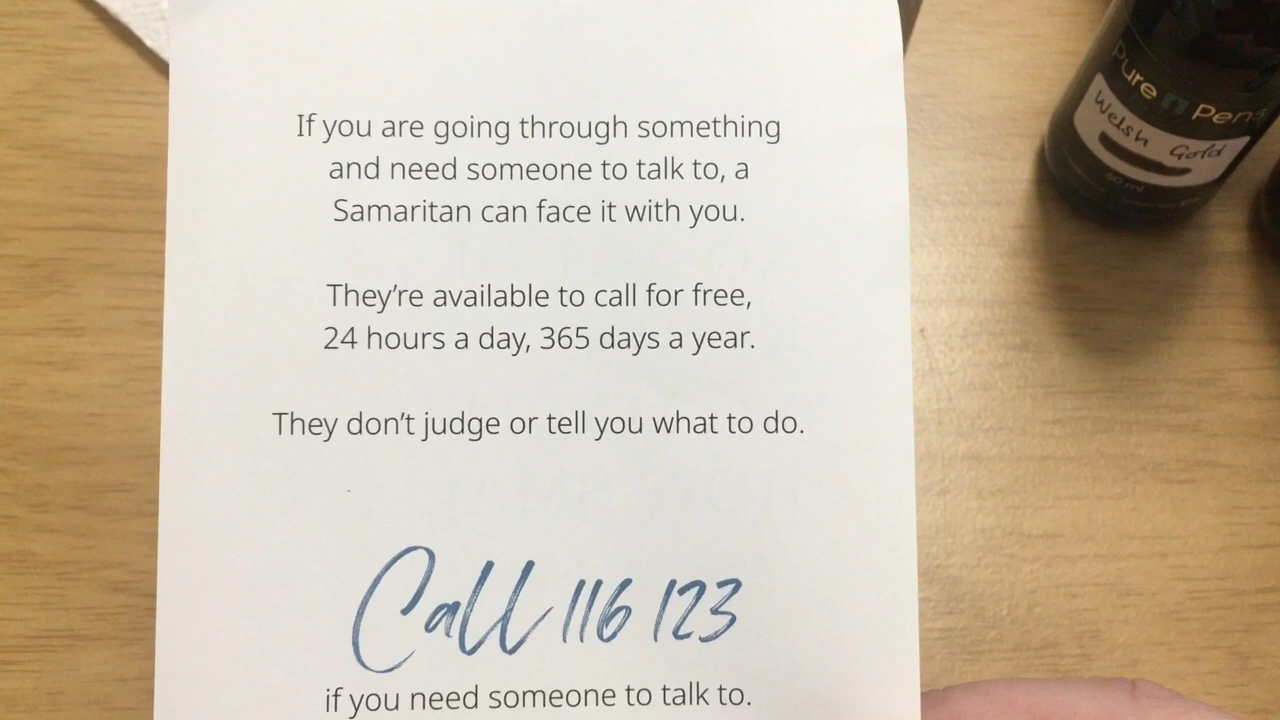 If you are going through something
and need someone to talk to, a
Samaritan can face it with you.
They're available to call for free,
24 hours a day, 365 days a year.
They don't judge or tell you what to do.
Call 116 123
if you need someone to talk to.
Pure n Pens
Welsh Gold
60 ml